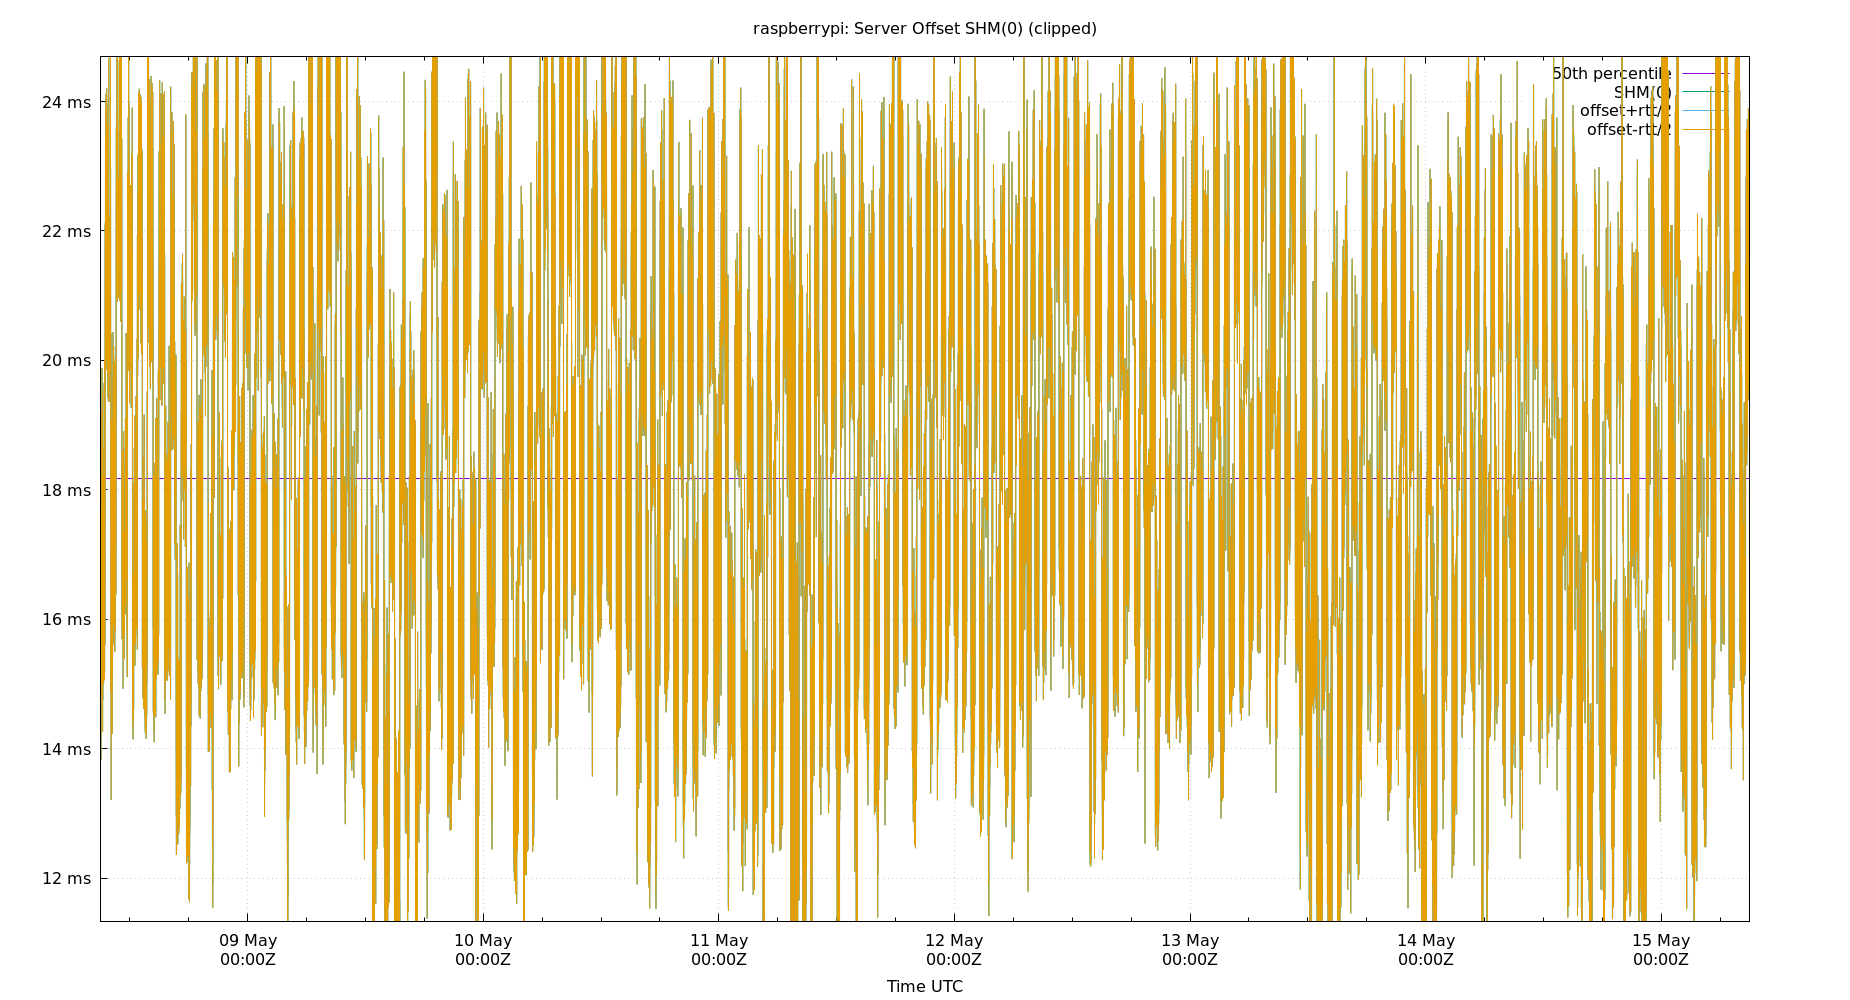 raspberrypi: Server Offset SHM(0) (clipped)
50th percentile
SHM(0)
offset+rtt/2
offset-rtt/2
24 ms
22 ms
20 ms
18 ms
16 ms
14 ms
12 ms
09 May 10 May 11 May 12 May 13 May 14 May 15 May
00:00Z 00:00Z 00:00Z 00:00Z 00:00Z 00:00Z 00:00Z
Time UTC